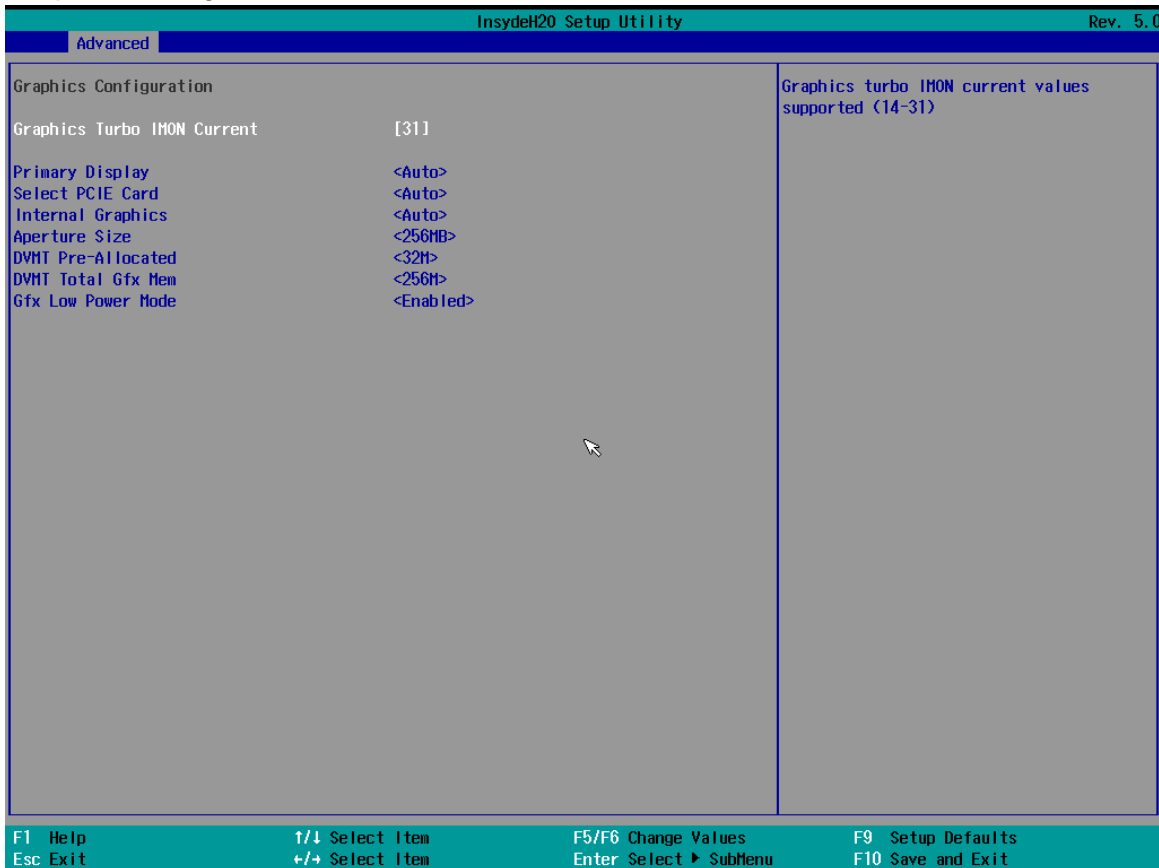 InsydeH20 Setup Utility Rev. 5.0
Advanced
Graphics Configuration
Graphics Turbo IMON Current [31]
Primary Display <Auto>
Select PCIE Card <Auto>
Internal Graphics <Auto>
Aperture Size <256MB>
DVMT Pre-Allocated <32M>
DVMT Total Gfx Mem <256M>
Gfx Low Power Mode <Enabled>
Graphics turbo IMON current values
supported (14-31)
F1 Help ↑/↓ Select Item F5/F6 Change Values F9 Setup Defaults
Esc Exit ←/→ Select Item Enter Select ▶ SubMenu F10 Save and Exit